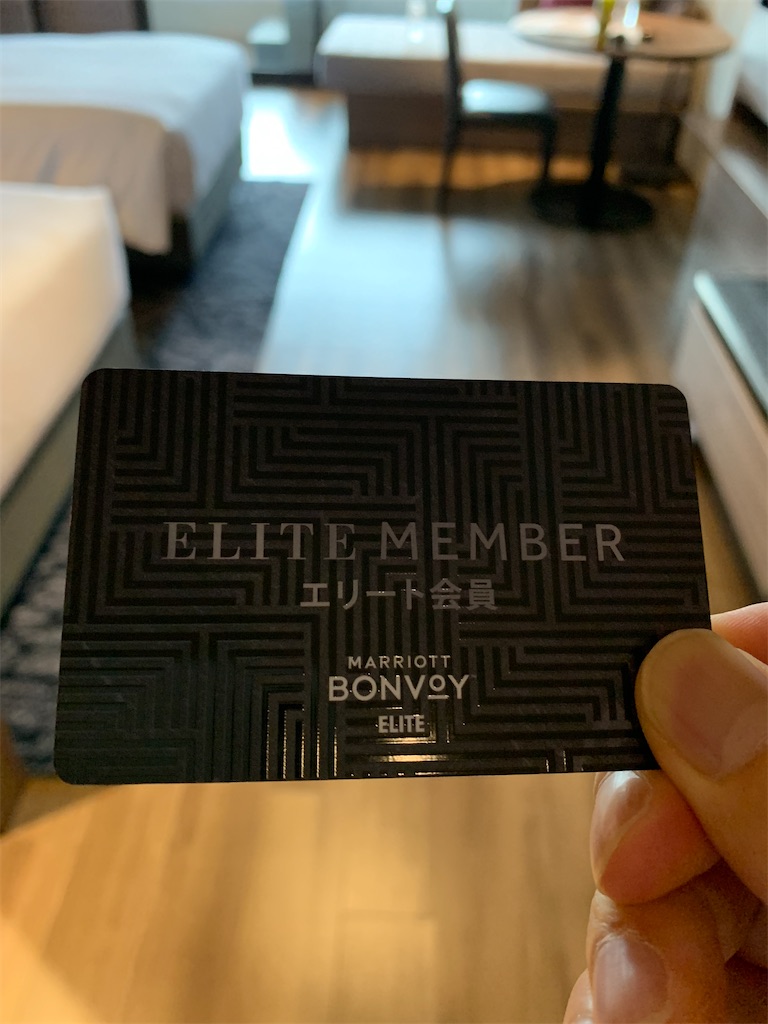 ELITE MEMBER
エリート会員
MARRIOTT
BONVOY
ELITE